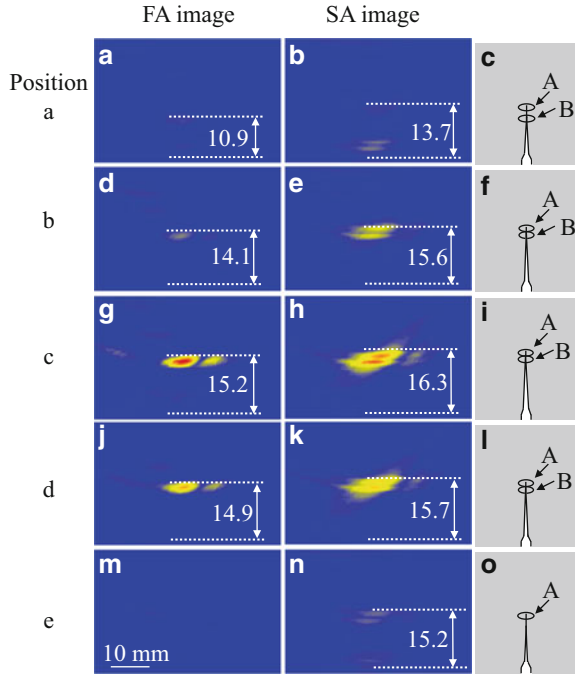 FA image SA image
Position
a b c
a A
B
10.9 13.7
d e f
b A
B
14.1 15.6
g h i
c A
B
15.2 16.3
j k l
d A
B
14.9 15.7
m n o
e A
15.2
10 mm